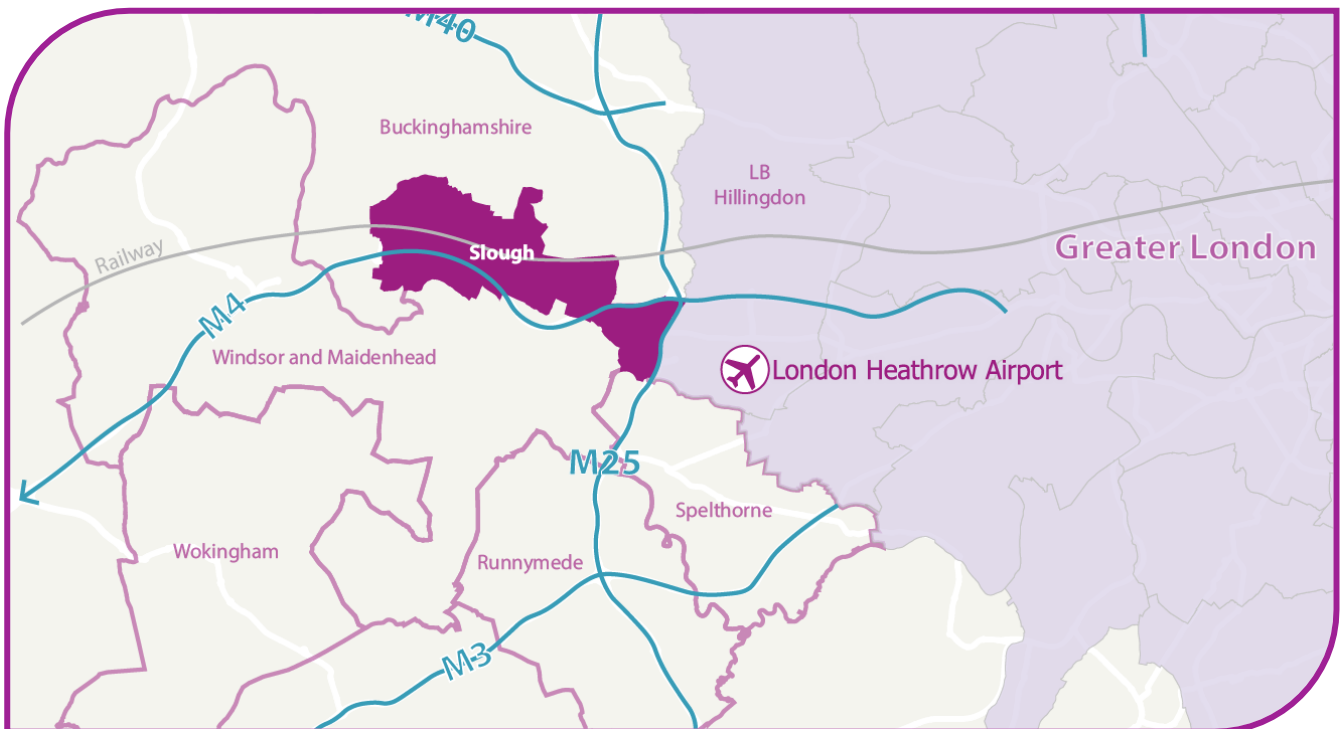 M40
Buckinghamshire
LB
Hillingdon
Slough
Greater London
Railway
M4
Windsor and Maidenhead
London Heathrow Airport
M25
Spelthorne
Wokingham
Runnymede
M3